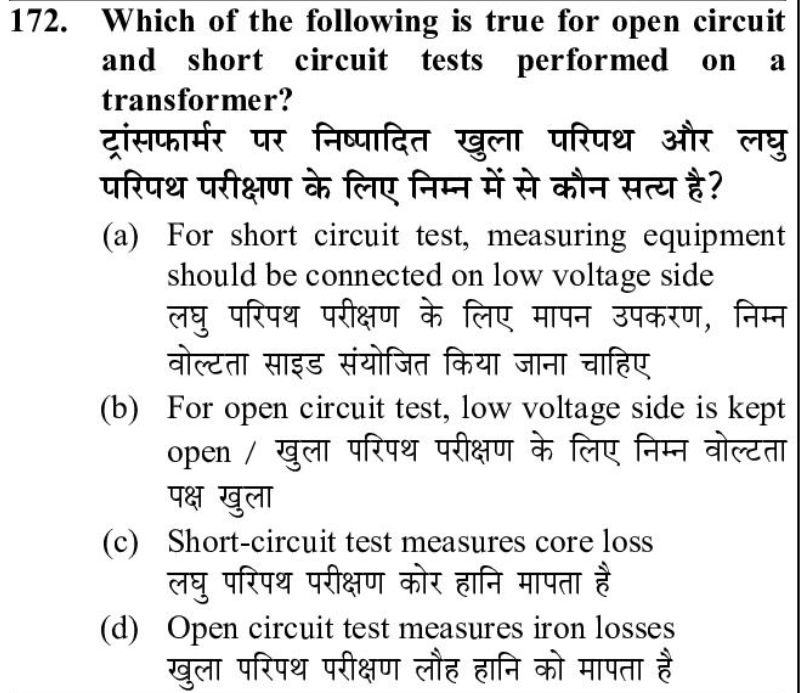 172. Which of the following is true for open circuit
and short circuit tests performed on a
transformer?
ट्रांसफार्मर पर निष्पादित खुला परिपथ और लघु
परिपथ परीक्षण के लिए निम्न में से कौन सत्य है?
(a) For short circuit test, measuring equipment
should be connected on low voltage side
लघु परिपथ परीक्षण के लिए मापन उपकरण, निम्न
वोल्टता साइड संयोजित किया जाना चाहिए
(b) For open circuit test, low voltage side is kept
open / खुला परिपथ परीक्षण के लिए निम्न वोल्टता
पक्ष खुला
(c) Short-circuit test measures core loss
लघु परिपथ परीक्षण कोर हानि मापता है
(d) Open circuit test measures iron losses
खुला परिपथ परीक्षण लौह हानि को मापता है